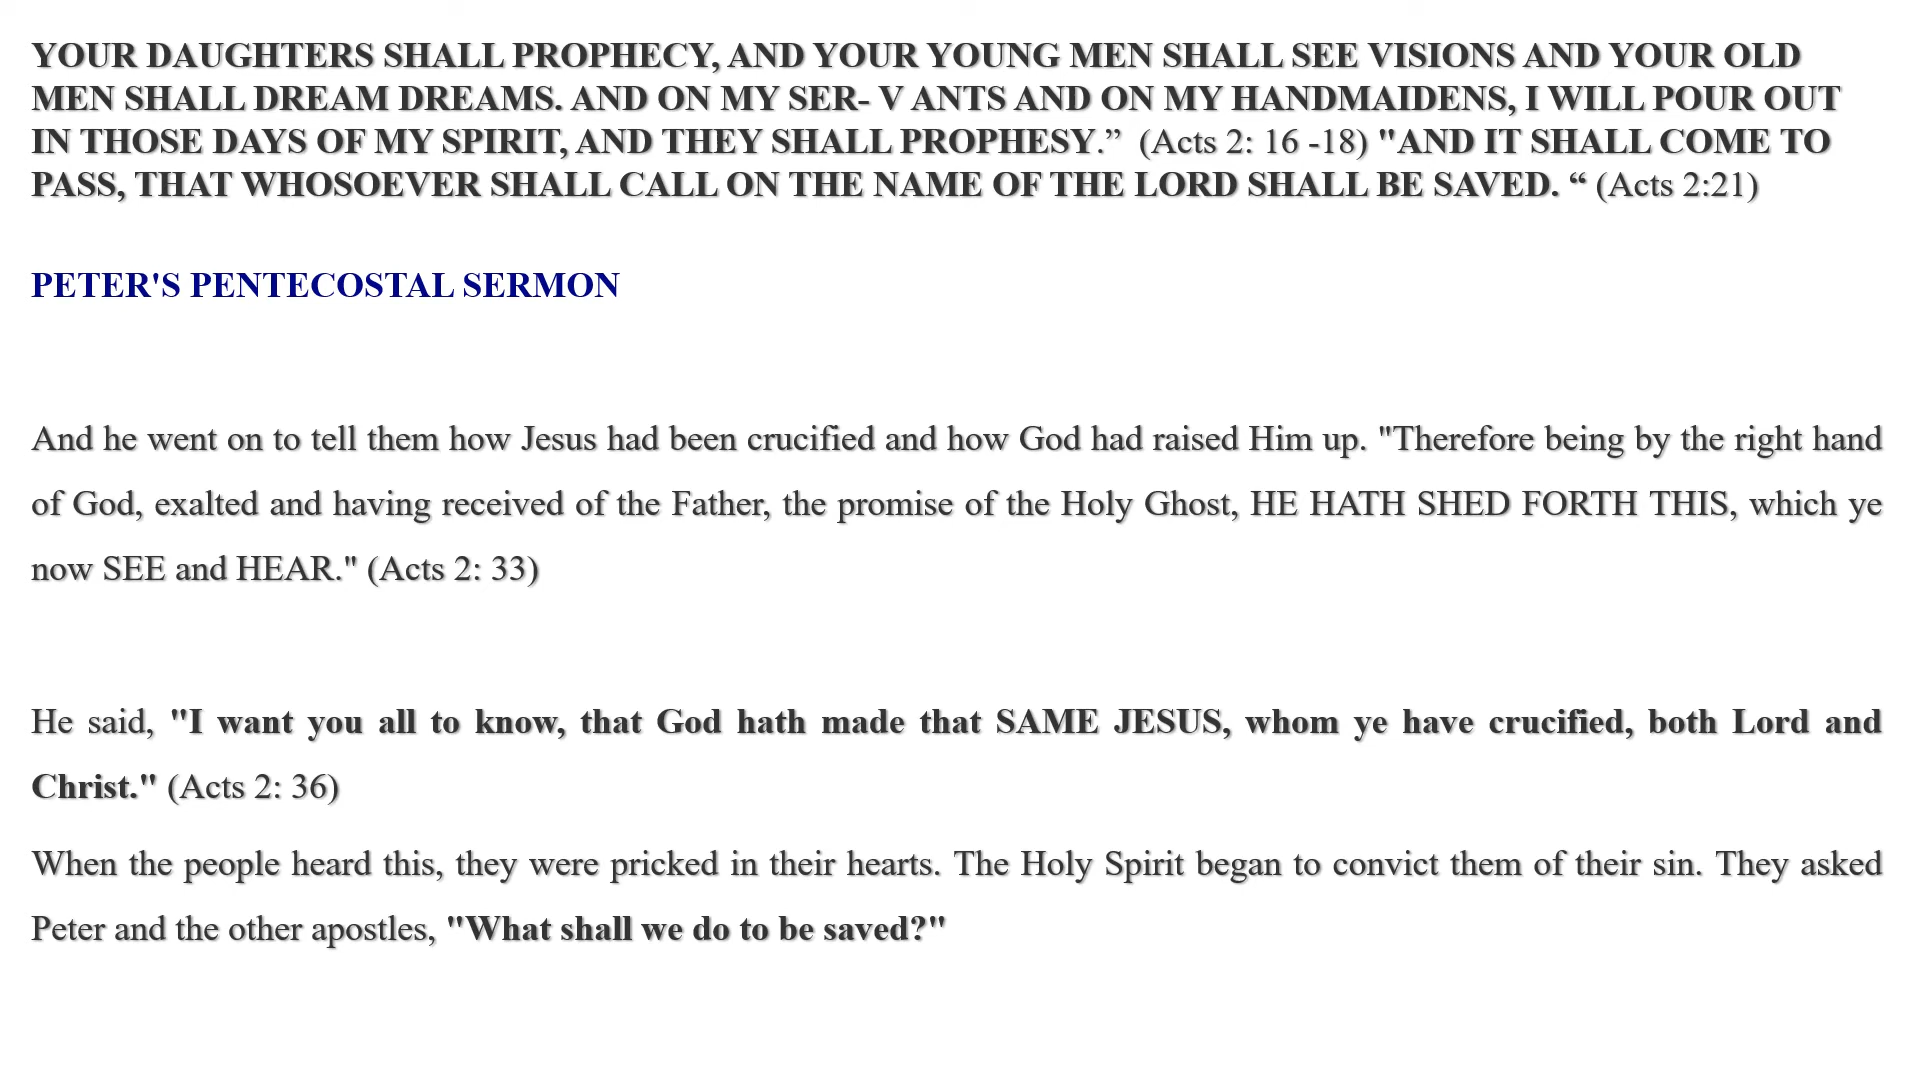 YOUR DAUGHTERS SHALL PROPHECY, AND YOUR YOUNG MEN SHALL SEE VISIONS AND YOUR OLD
MEN SHALL DREAM DREAMS. AND ON MY SER- V ANTS AND ON MY HANDMAIDENS, I WILL POUR OUT
IN THOSE DAYS OF MY SPIRIT, AND THEY SHALL PROPHESY.” (Acts 2: 16 -18) "AND IT SHALL COME TO
PASS, THAT WHOSOEVER SHALL CALL ON THE NAME OF THE LORD SHALL BE SAVED. “ (Acts 2:21)
PETER'S PENTECOSTAL SERMON
And he went on to tell them how Jesus had been crucified and how God had raised Him up. "Therefore being by the right hand
of God, exalted and having received of the Father, the promise of the Holy Ghost, HE HATH SHED FORTH THIS, which ye
now SEE and HEAR." (Acts 2: 33)
He said, "I want you all to know, that God hath made that SAME JESUS, whom ye have crucified, both Lord and
Christ." (Acts 2: 36)
When the people heard this, they were pricked in their hearts. The Holy Spirit began to convict them of their sin. They asked
Peter and the other apostles, "What shall we do to be saved?"